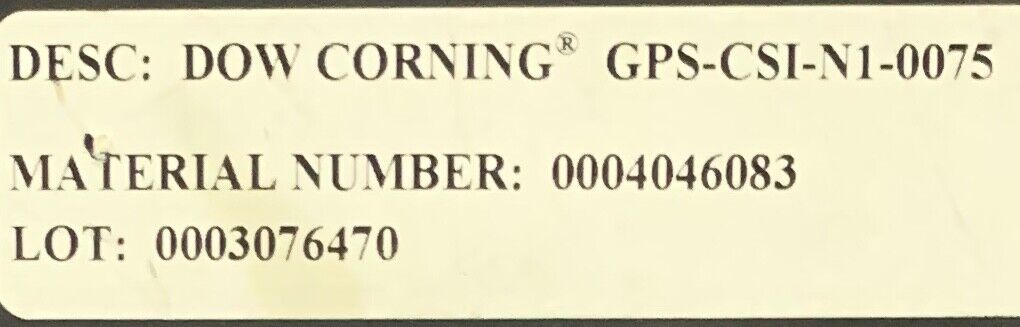 DESC: DOW CORNING® GPS-CSI-N1-0075
MATERIAL NUMBER: 0004046083
LOT: 0003076470